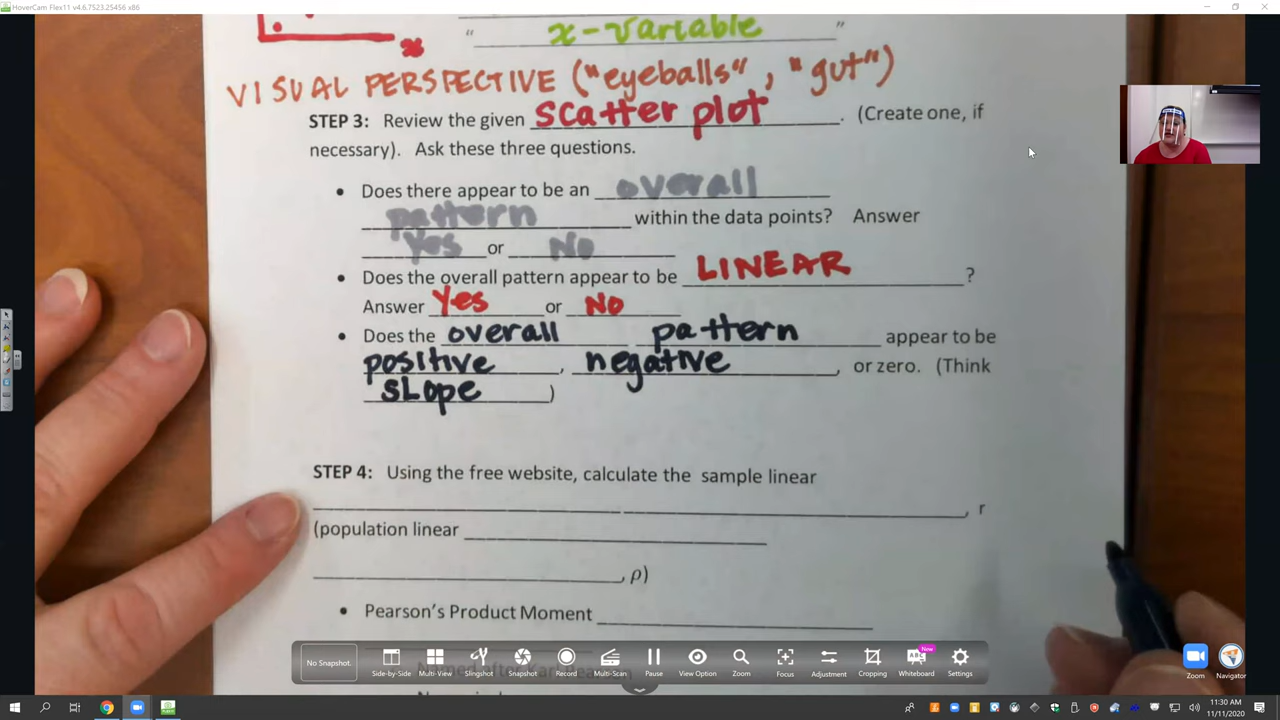 HoverCam Flex11 v4.6.7523.25456 x86
x
" x-variable "
VISUAL PERSPECTIVE ("eyeballs", "gut")
STEP 3: Review the given scatter plot. (Create one, if
necessary). Ask these three questions.
• Does there appear to be an overall
pattern within the data points? Answer
Yes or No
• Does the overall pattern appear to be LINEAR ?
Answer Yes or No
• Does the overall pattern appear to be
positive, negative, or zero. (Think
slope)
STEP 4: Using the free website, calculate the sample linear
, r
(population linear
, ρ)
• Pearson's Product Moment
No Snapshot.
Side-by-Side Multi-View Slingshot Snapshot Record Multi-Scan Pause View Option Zoom Focus Adjustment Cropping New ABC Whiteboard Settings
Zoom Navigator
11:30 AM
11/11/2020